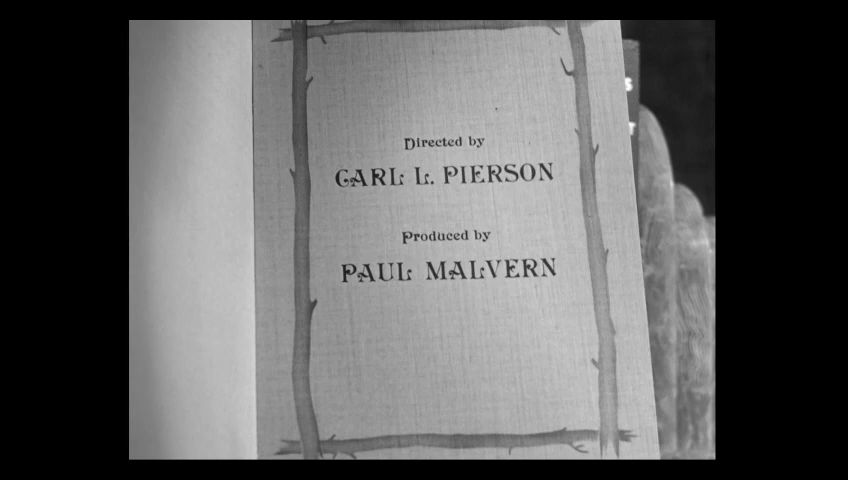 Directed by
CARL L. PIERSON
Produced by
PAUL MALVERN